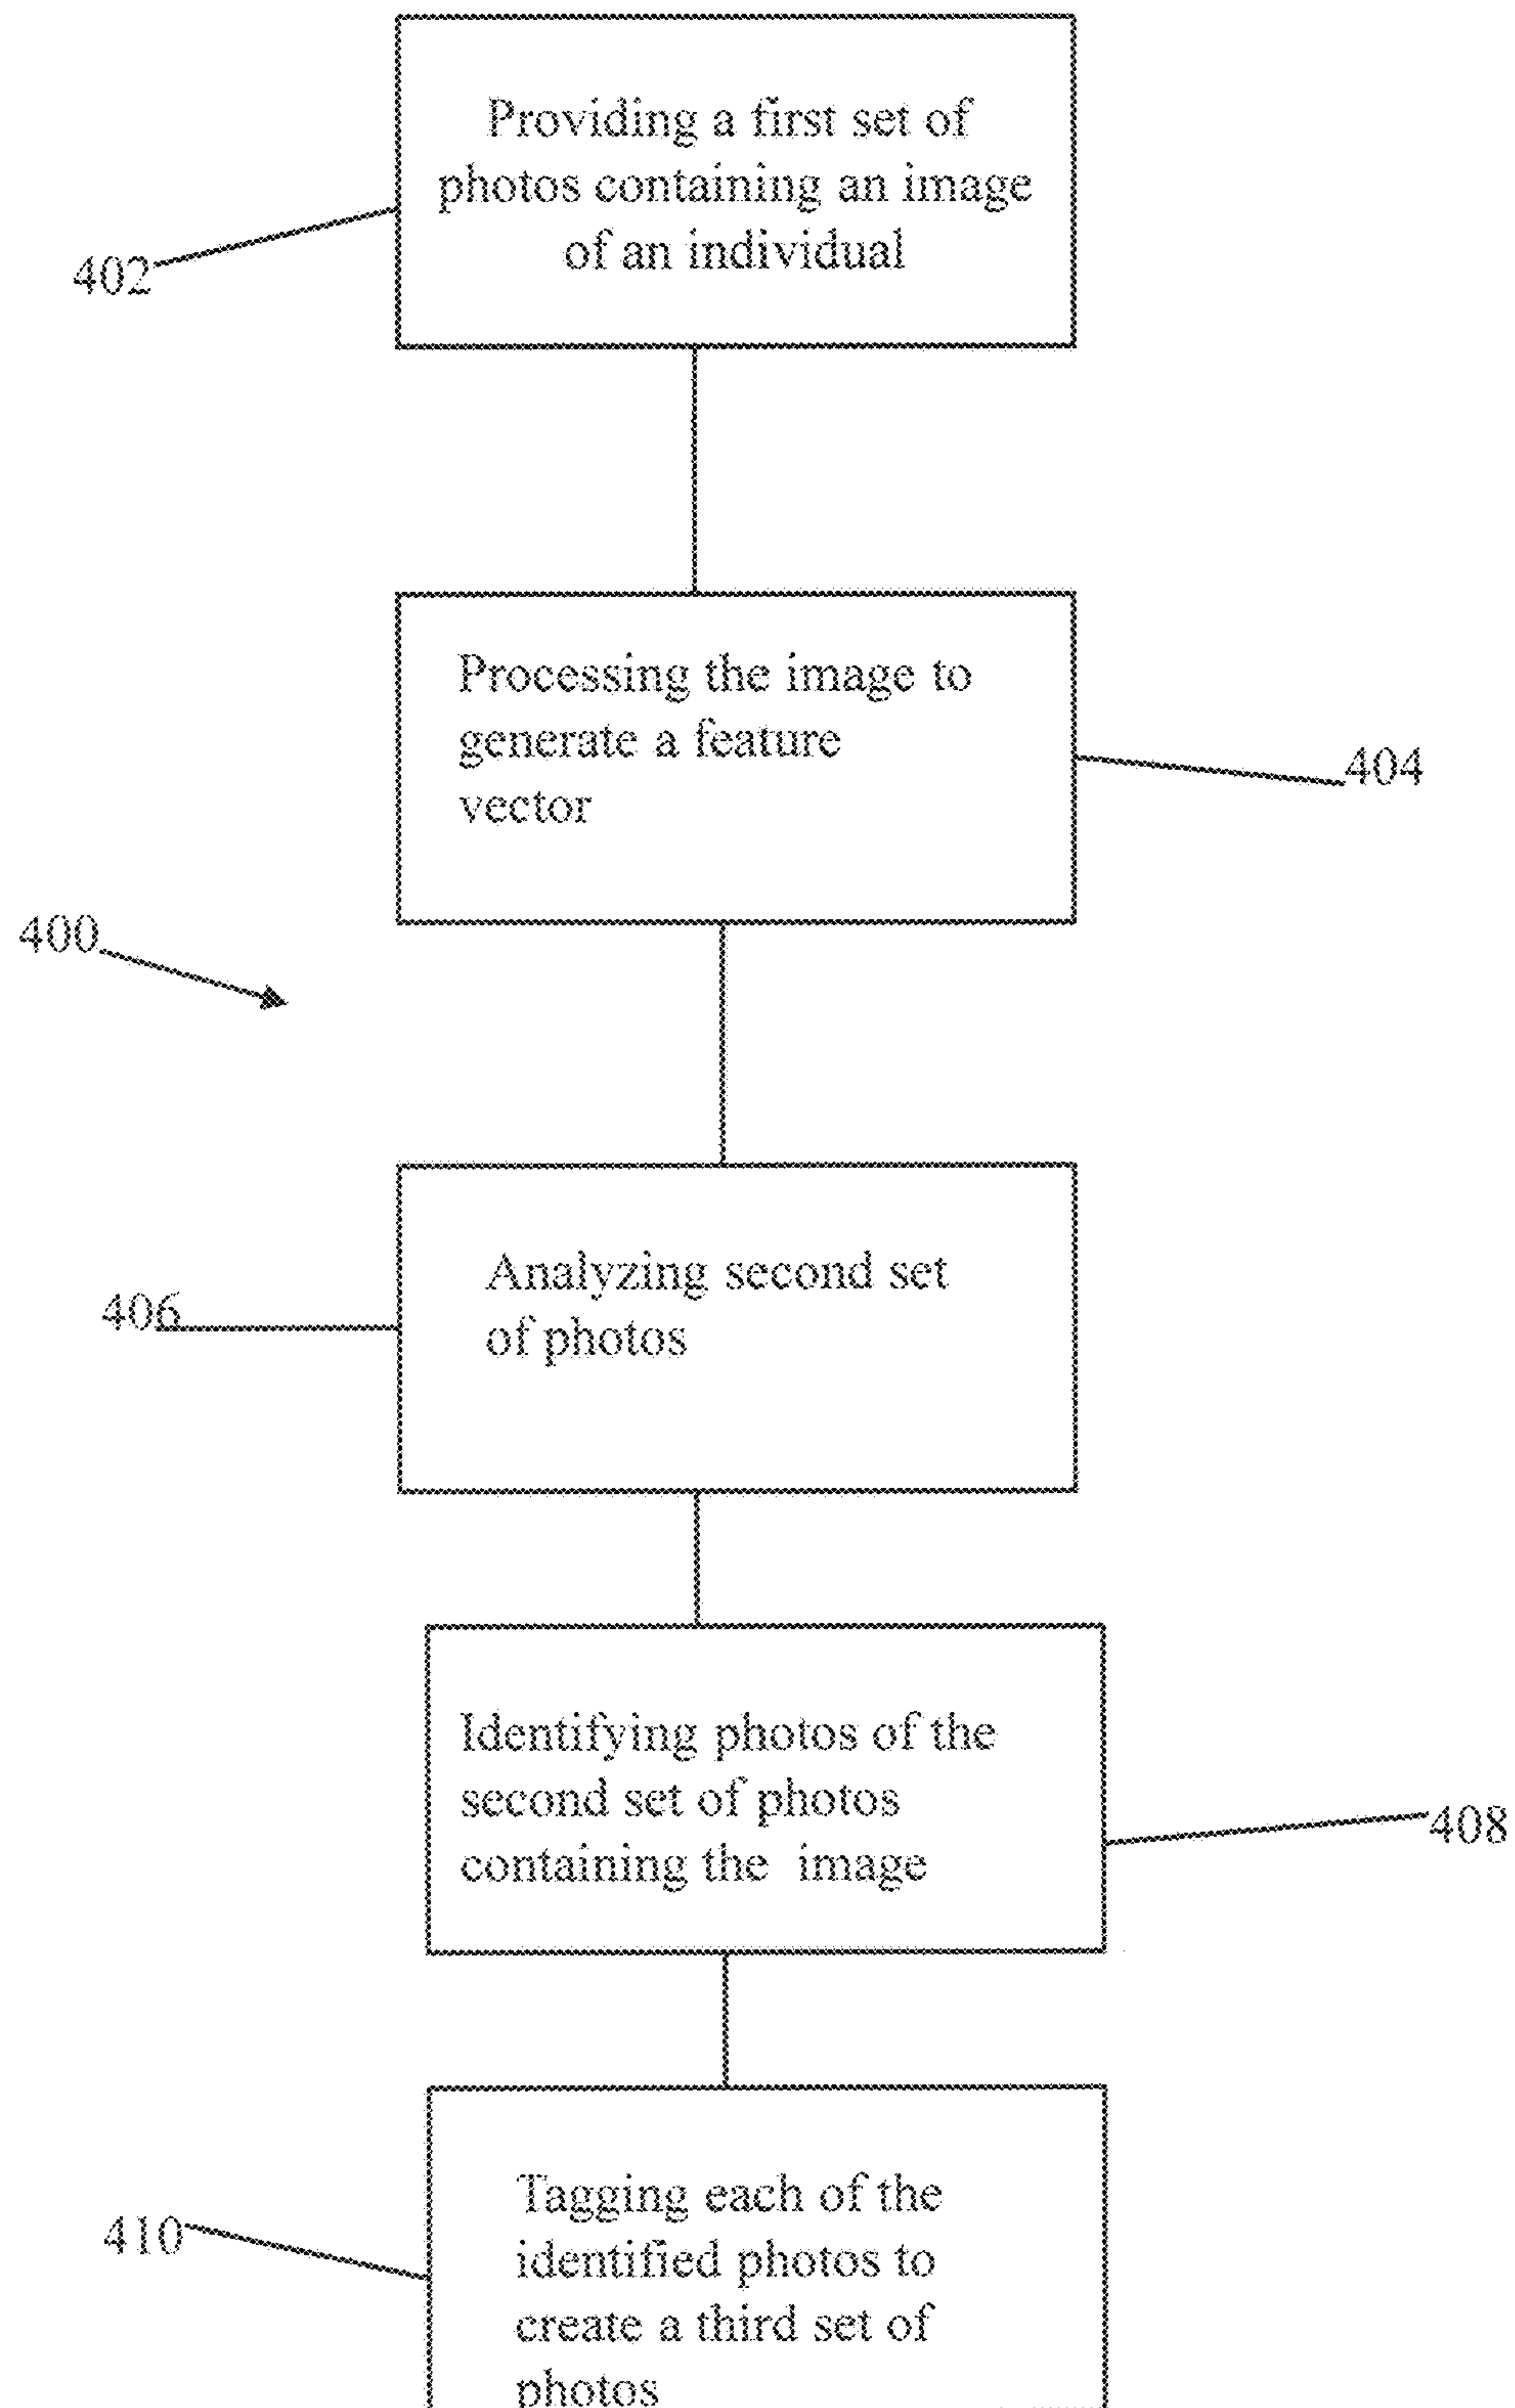 Providing a first set of
photos containing an image
of an individual
402
Processing the image to
generate a feature
vector
404
400
Analyzing second set
of photos
406
Identifying photos of the
second set of photos
containing the image
408
Tagging each of the
identified photos to
create a third set of
photos
410